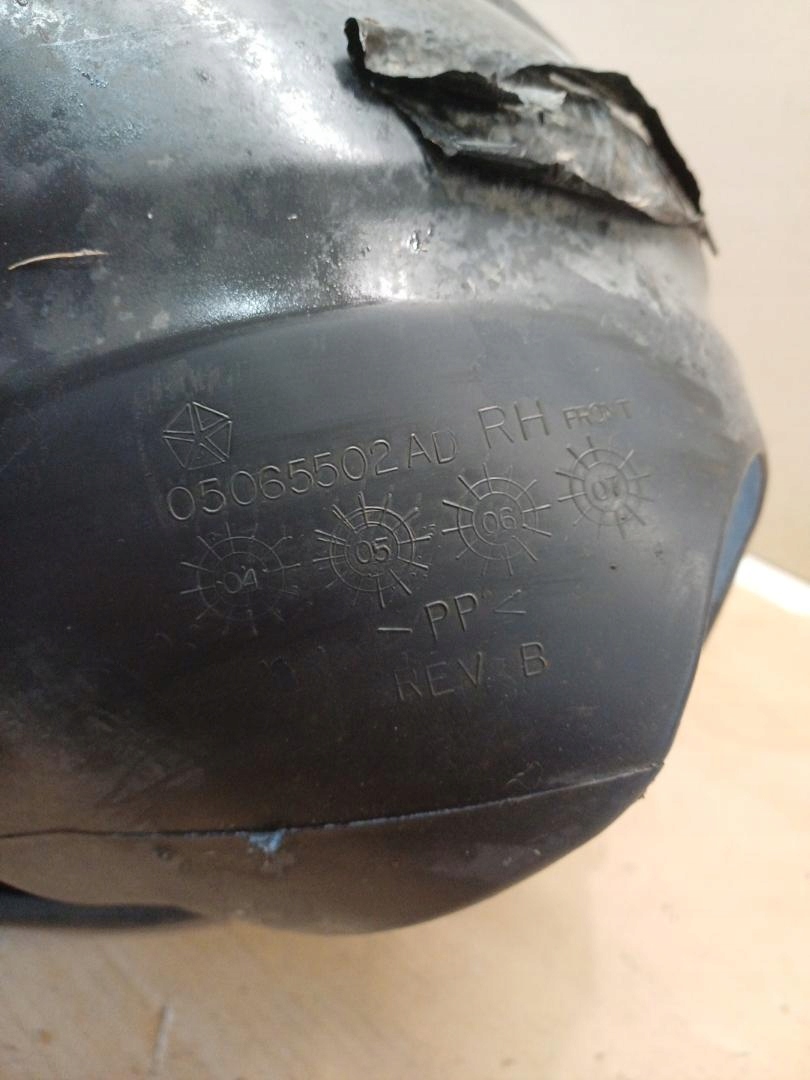 05065502AD RH FRONT
04 05 06 07
>PP<
REV B